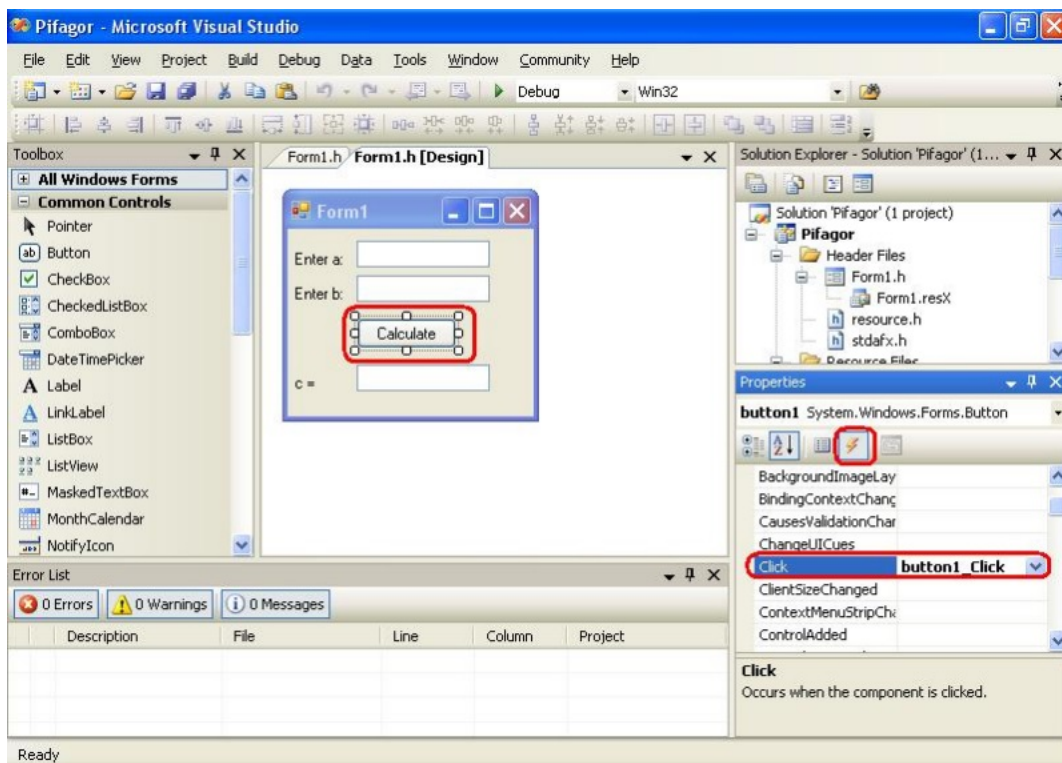 Pifagor - Microsoft Visual Studio
File Edit View Project Build Debug Data Tools Window Community Help
Debug Win32
Toolbox
All Windows Forms
Common Controls
Pointer
ab Button
CheckBox
CheckedListBox
ComboBox
DateTimePicker
A Label
A LinkLabel
ListBox
ListView
MaskedTextBox
MonthCalendar
NotifyIcon
Form1.h Form1.h [Design]
Form1
Enter a:
Enter b:
Calculate
c =
Solution Explorer - Solution 'Pifagor' (1...
Solution 'Pifagor' (1 project)
Pifagor
Header Files
Form1.h
Form1.resX
resource.h
stdafx.h
Resource Files
Properties
button1 System.Windows.Forms.Button
BackgroundImageLay
BindingContextChang
CausesValidationChar
ChangeUICues
Click button1_Click
ClientSizeChanged
ContextMenuStripCha
ControlAdded
Click
Occurs when the component is clicked.
Error List
0 Errors 0 Warnings 0 Messages
Description File Line Column Project
Ready